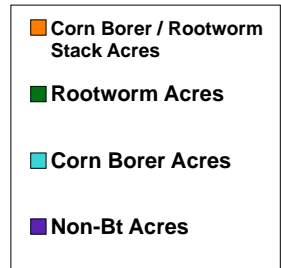 Corn Borer / Rootworm
Stack Acres
Rootworm Acres
Corn Borer Acres
Non-Bt Acres